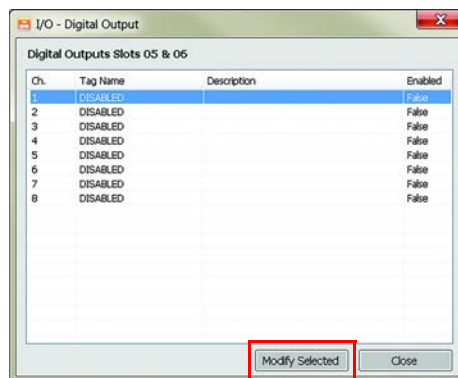 I/O - Digital Output
Digital Outputs Slots 05 & 06
Ch. Tag Name Description Enabled
1 DISABLED False
2 DISABLED False
3 DISABLED False
4 DISABLED False
5 DISABLED False
6 DISABLED False
7 DISABLED False
8 DISABLED False
Modify Selected Close